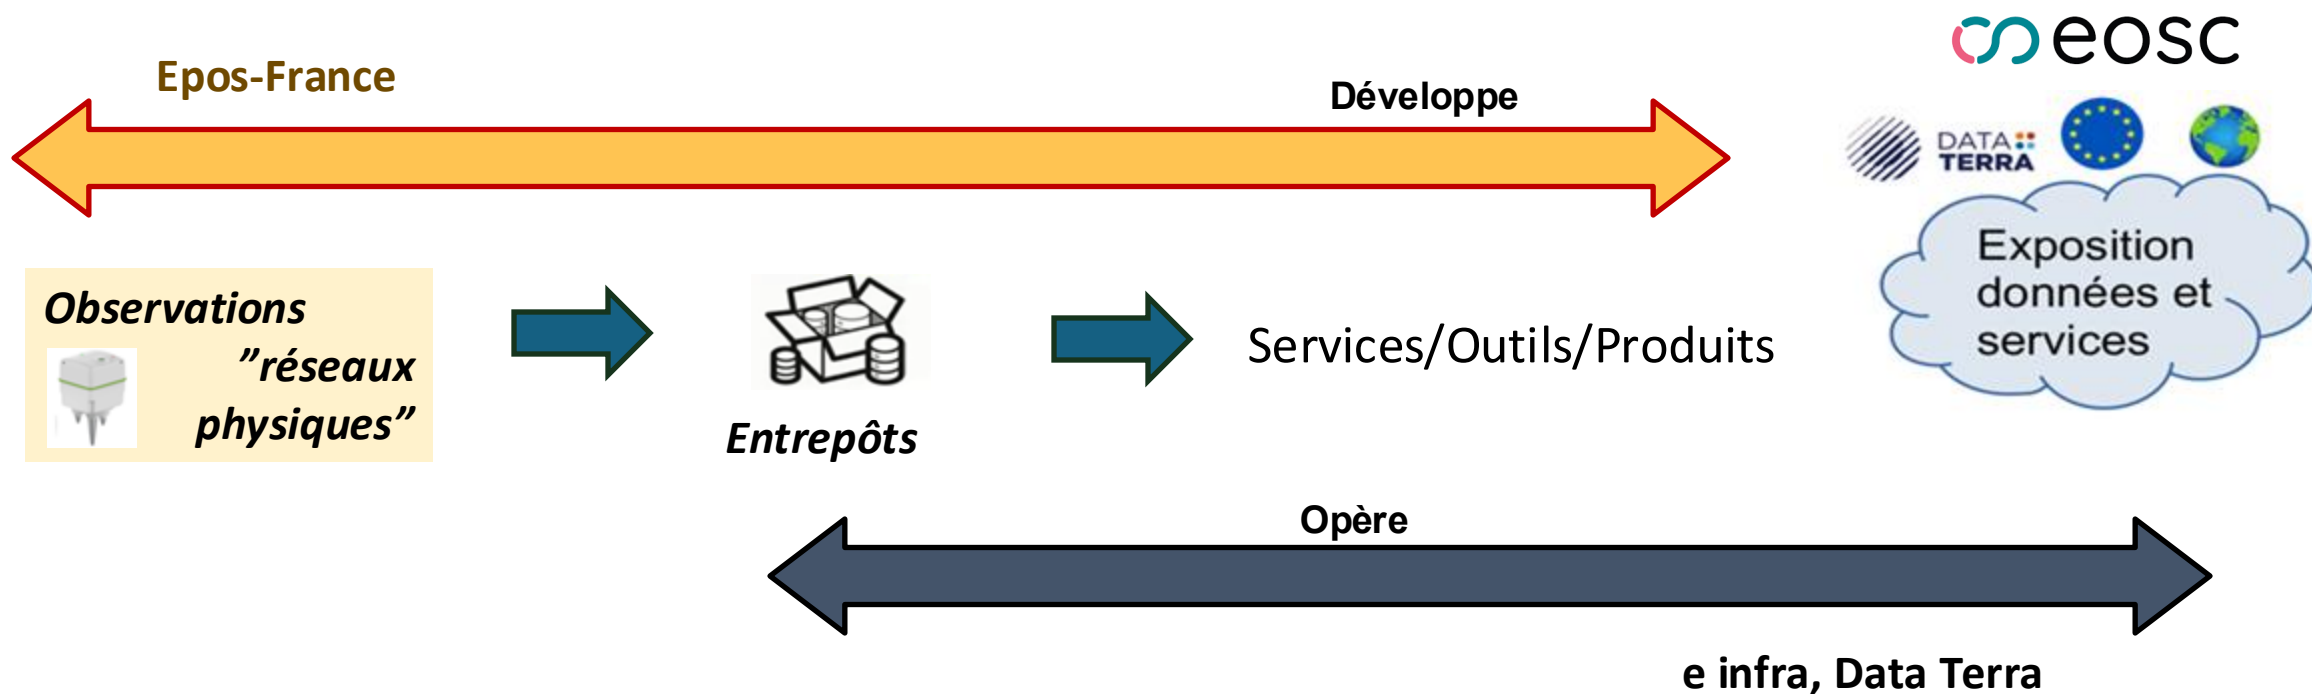 eosc
Epos-France
Développe
DATA
TERRA
Observations
”réseaux
physiques”
Entrepôts
Services/Outils/Produits
Exposition
données et
services
Opère
e infra, Data Terra